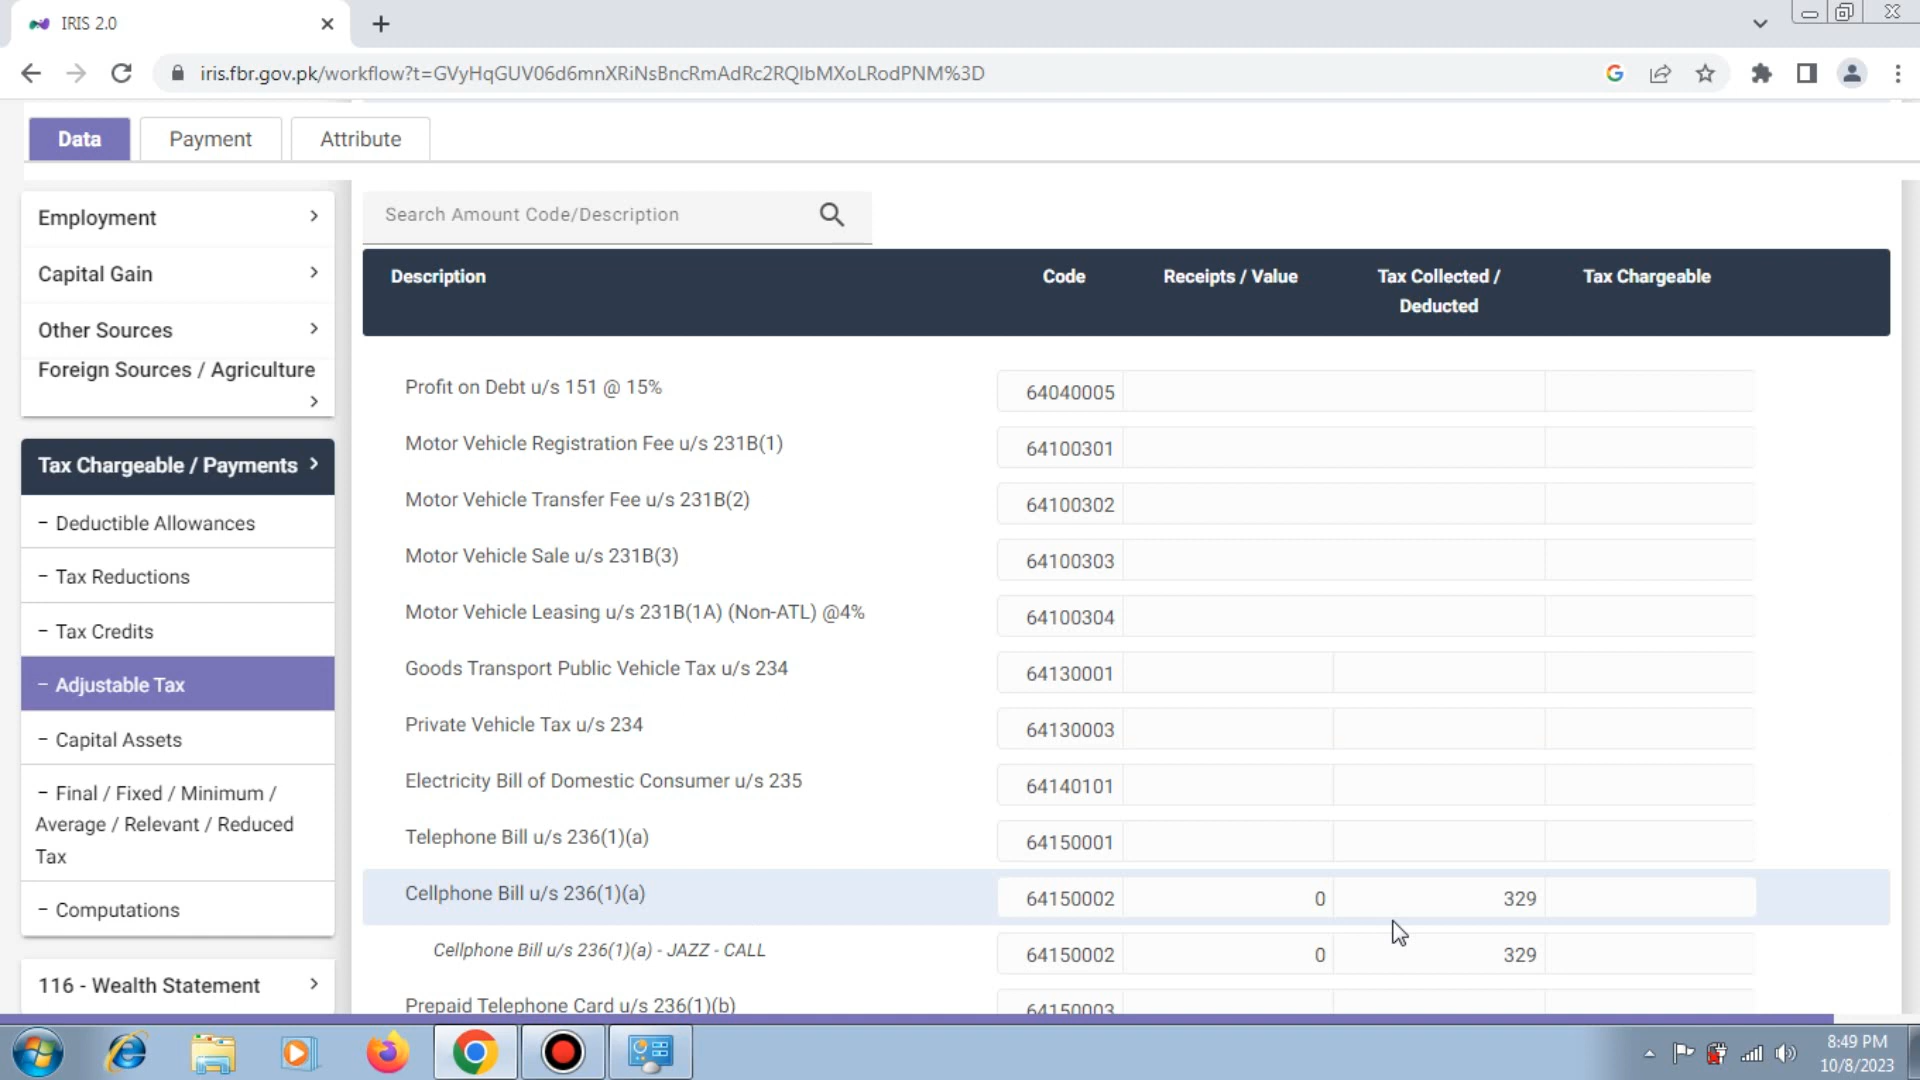 IRIS 2.0
iris.fbr.gov.pk/workflow?t=GVyHqGUV06d6mnXRiNsBncRmAdRc2RQIbMXoLRodPNM%3D
Data
Payment
Attribute
Employment
Capital Gain
Other Sources
Foreign Sources / Agriculture
Tax Chargeable / Payments
- Deductible Allowances
- Tax Reductions
- Tax Credits
- Adjustable Tax
- Capital Assets
- Final / Fixed / Minimum /
Average / Relevant / Reduced
Tax
- Computations
116 - Wealth Statement
Search Amount Code/Description
Description Code Receipts / Value Tax Collected / Tax Chargeable
Deducted
Profit on Debt u/s 151 @ 15% 64040005
Motor Vehicle Registration Fee u/s 231B(1) 64100301
Motor Vehicle Transfer Fee u/s 231B(2) 64100302
Motor Vehicle Sale u/s 231B(3) 64100303
Motor Vehicle Leasing u/s 231B(1A) (Non-ATL) @4% 64100304
Goods Transport Public Vehicle Tax u/s 234 64130001
Private Vehicle Tax u/s 234 64130003
Electricity Bill of Domestic Consumer u/s 235 64140101
Telephone Bill u/s 236(1)(a) 64150001
Cellphone Bill u/s 236(1)(a) 64150002 0 329
Cellphone Bill u/s 236(1)(a) - JAZZ - CALL 64150002 0 329
Prepaid Telephone Card u/s 236(1)(b) 64150003
8:49 PM
10/8/2023